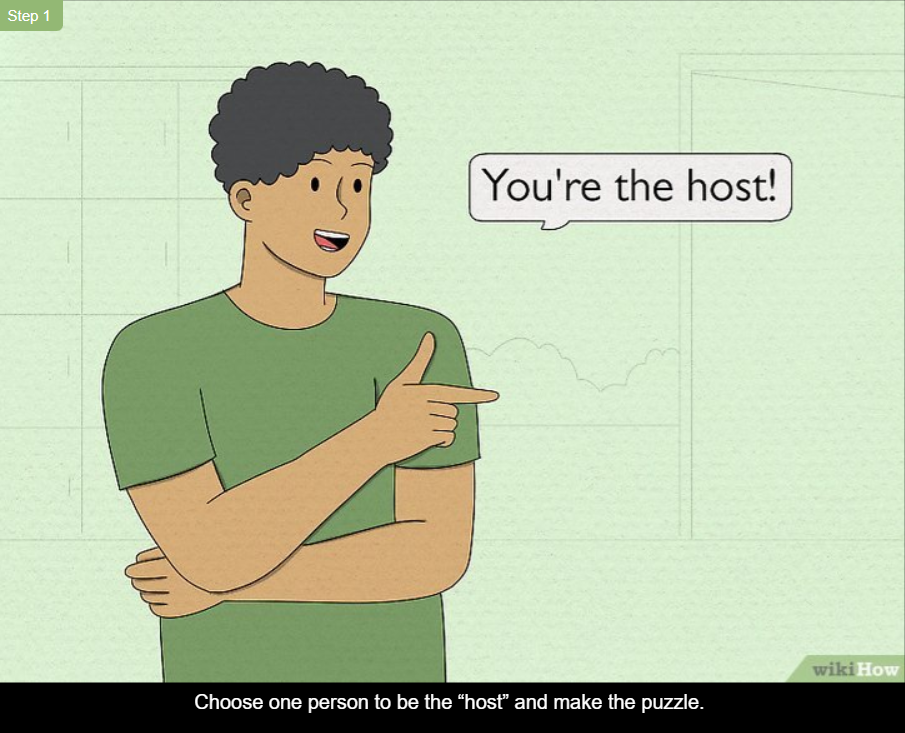 Step 1
You're the host!
wikiHow
Choose one person to be the “host” and make the puzzle.